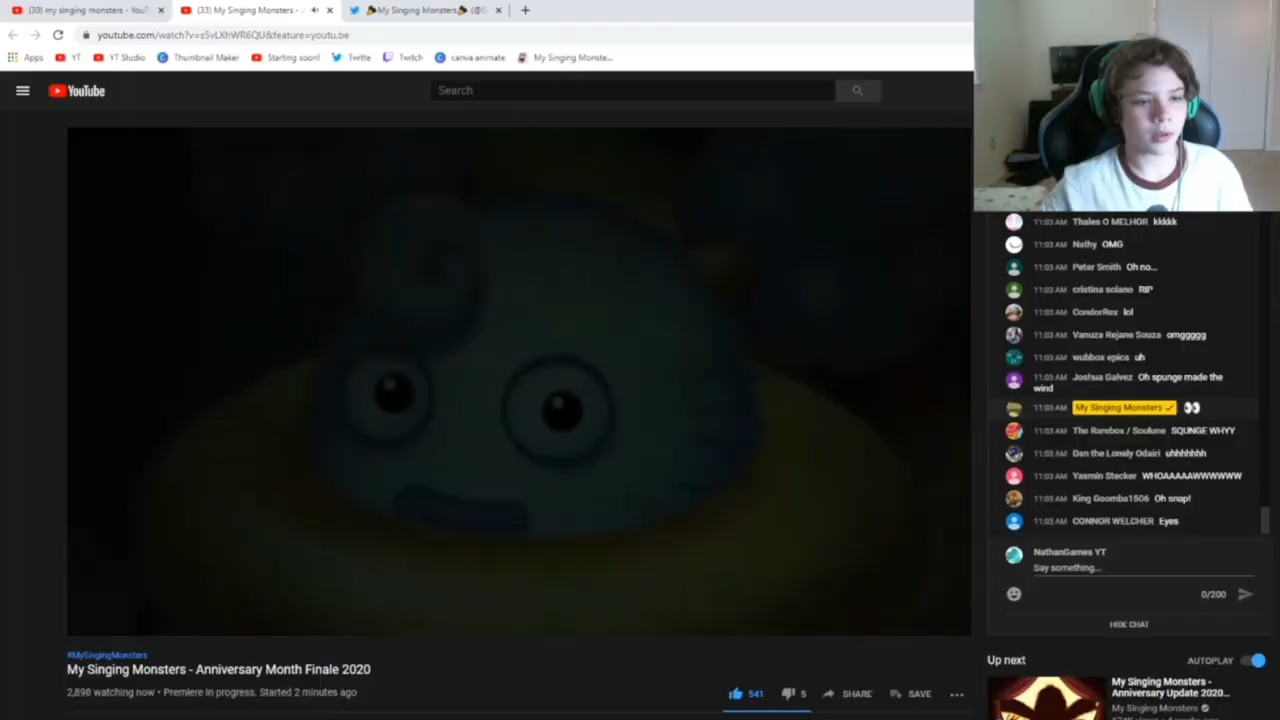 (30) my singing monsters - YouT
(33) My Singing Monsters - A
My Singing Monsters
youtube.com/watch?v=sSvLXhWR6QU&feature=youtu.be
Apps
YT
YT Studio
Thumbnail Maker
Starting soon!
Twitte
Twitch
canva animate
My Singing Monste...
YouTube
Search
11:03 AM Thales O MELHOR kkkkk
11:03 AM Nathy OMG
11:03 AM Peter Smith Oh no...
11:03 AM cristina solano RIP
11:03 AM CondorRex lol
11:03 AM Vanuza Rejane Souza omggggg
11:03 AM wubbox epica uh
11:03 AM Joshua Galvez Oh spunge made the
wind
11:03 AM My Singing Monsters ✓ 👀
11:03 AM The Rarebox / Soulune SQUNGE WHYY
11:03 AM Dan the Lonely Odairi uhhhhhhh
11:03 AM Yasmin Stecker WHOAAAAAWWWWWW
11:03 AM King Goomba1506 Oh snap!
11:03 AM CONNOR WELCHER Eyes
NathanGames YT
Say something...
0/200
HIDE CHAT
#MySingingMonsters
My Singing Monsters - Anniversary Month Finale 2020
2,898 watching now • Premiere in progress. Started 2 minutes ago
541
5
SHARE
SAVE
Up next
AUTOPLAY
My Singing Monsters -
Anniversary Update 2020...
My Singing Monsters